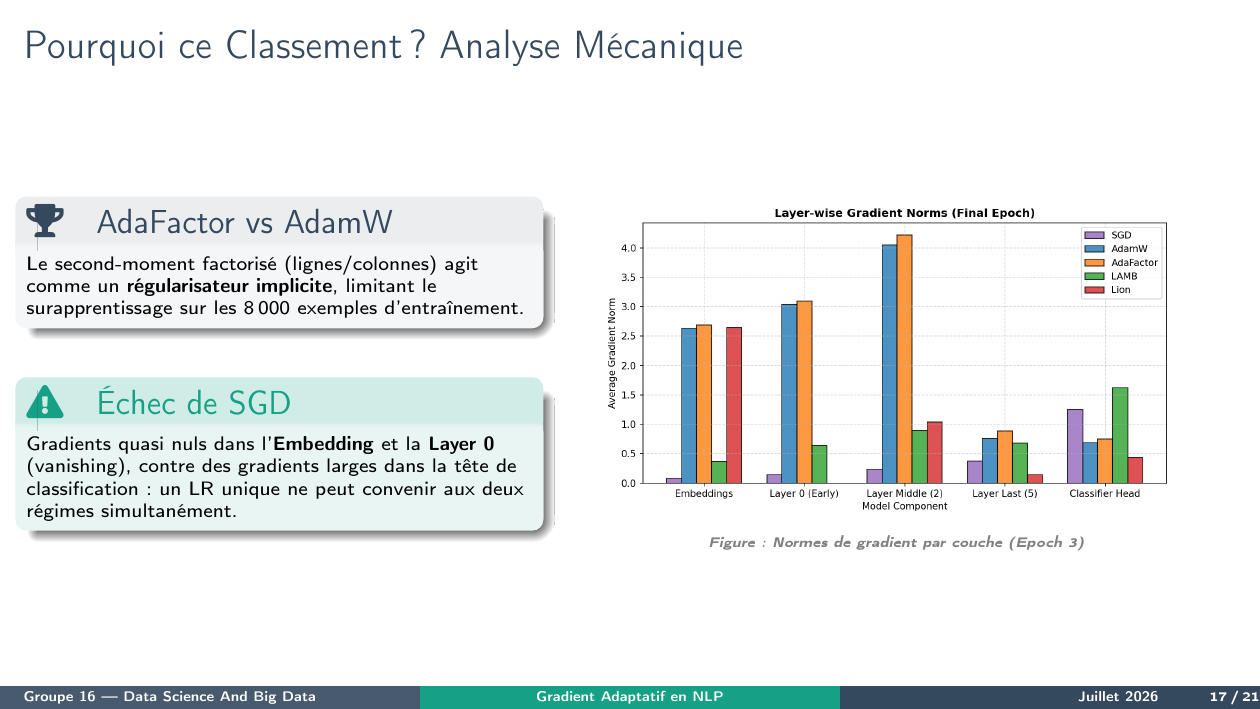 Pourquoi ce Classement ? Analyse Mécanique
AdaFactor vs AdamW
Le second-moment factorisé (lignes/colonnes) agit
comme un régularisateur implicite, limitant le
surapprentissage sur les 8 000 exemples d'entraînement.
Échec de SGD
Gradients quasi nuls dans l'Embedding et la Layer 0
(vanishing), contre des gradients larges dans la tête de
classification : un LR unique ne peut convenir aux deux
régimes simultanément.
Layer-wise Gradient Norms (Final Epoch)
Average Gradient Norm
4.0
3.5
3.0
2.5
2.0
1.5
1.0
0.5
0.0
SGD
AdamW
AdaFactor
LAMB
Lion
Embeddings
Layer 0 (Early)
Layer Middle (2)
Layer Last (5)
Classifier Head
Model Component
Figure : Normes de gradient par couche (Epoch 3)
Groupe 16 — Data Science And Big Data
Gradient Adaptatif en NLP
Juillet 2026
17 / 21